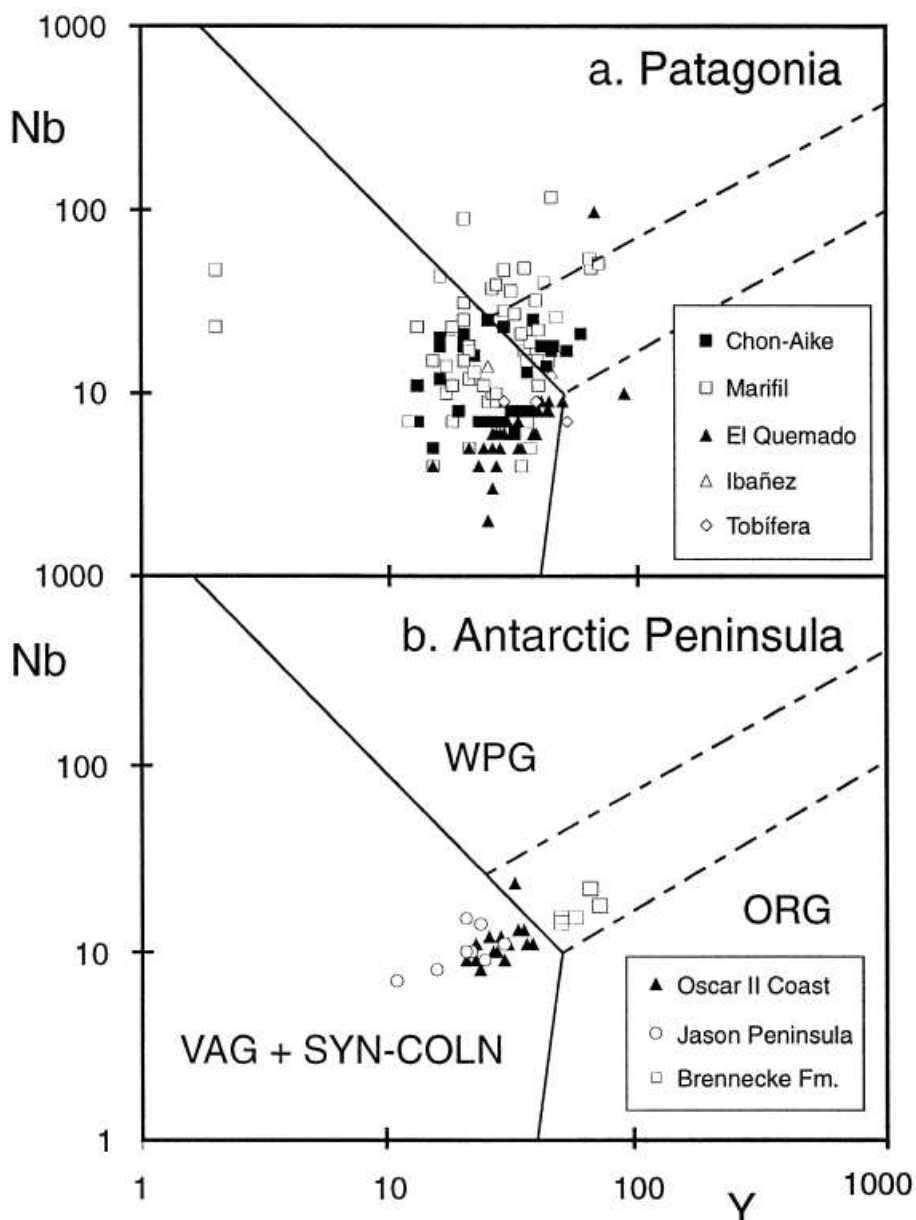 1000
a. Patagonia
Nb
100
Chon-Aike
Marifil
10
El Quemado
Ibañez
Tobífera
1000
b. Antarctic Peninsula
Nb
WPG
100
ORG
10
Oscar II Coast
Jason Peninsula
VAG + SYN-COLN
Brennecke Fm.
1
1 10 100 1000
Y